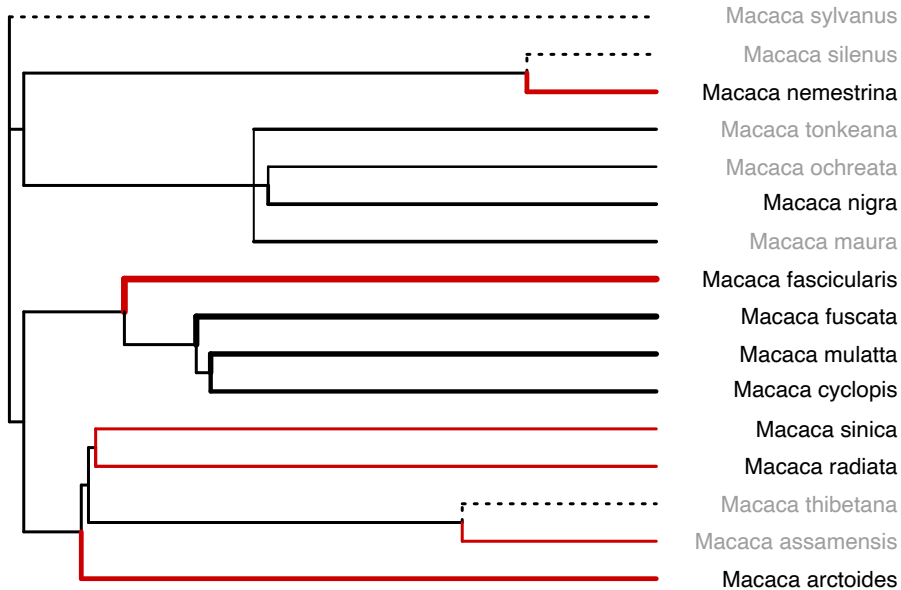 Macaca sylvanus
Macaca silenus
Macaca nemestrina
Macaca tonkeana
Macaca ochreata
Macaca nigra
Macaca maura
Macaca fascicularis
Macaca fuscata
Macaca mulatta
Macaca cyclopis
Macaca sinica
Macaca radiata
Macaca thibetana
Macaca assamensis
Macaca arctoides